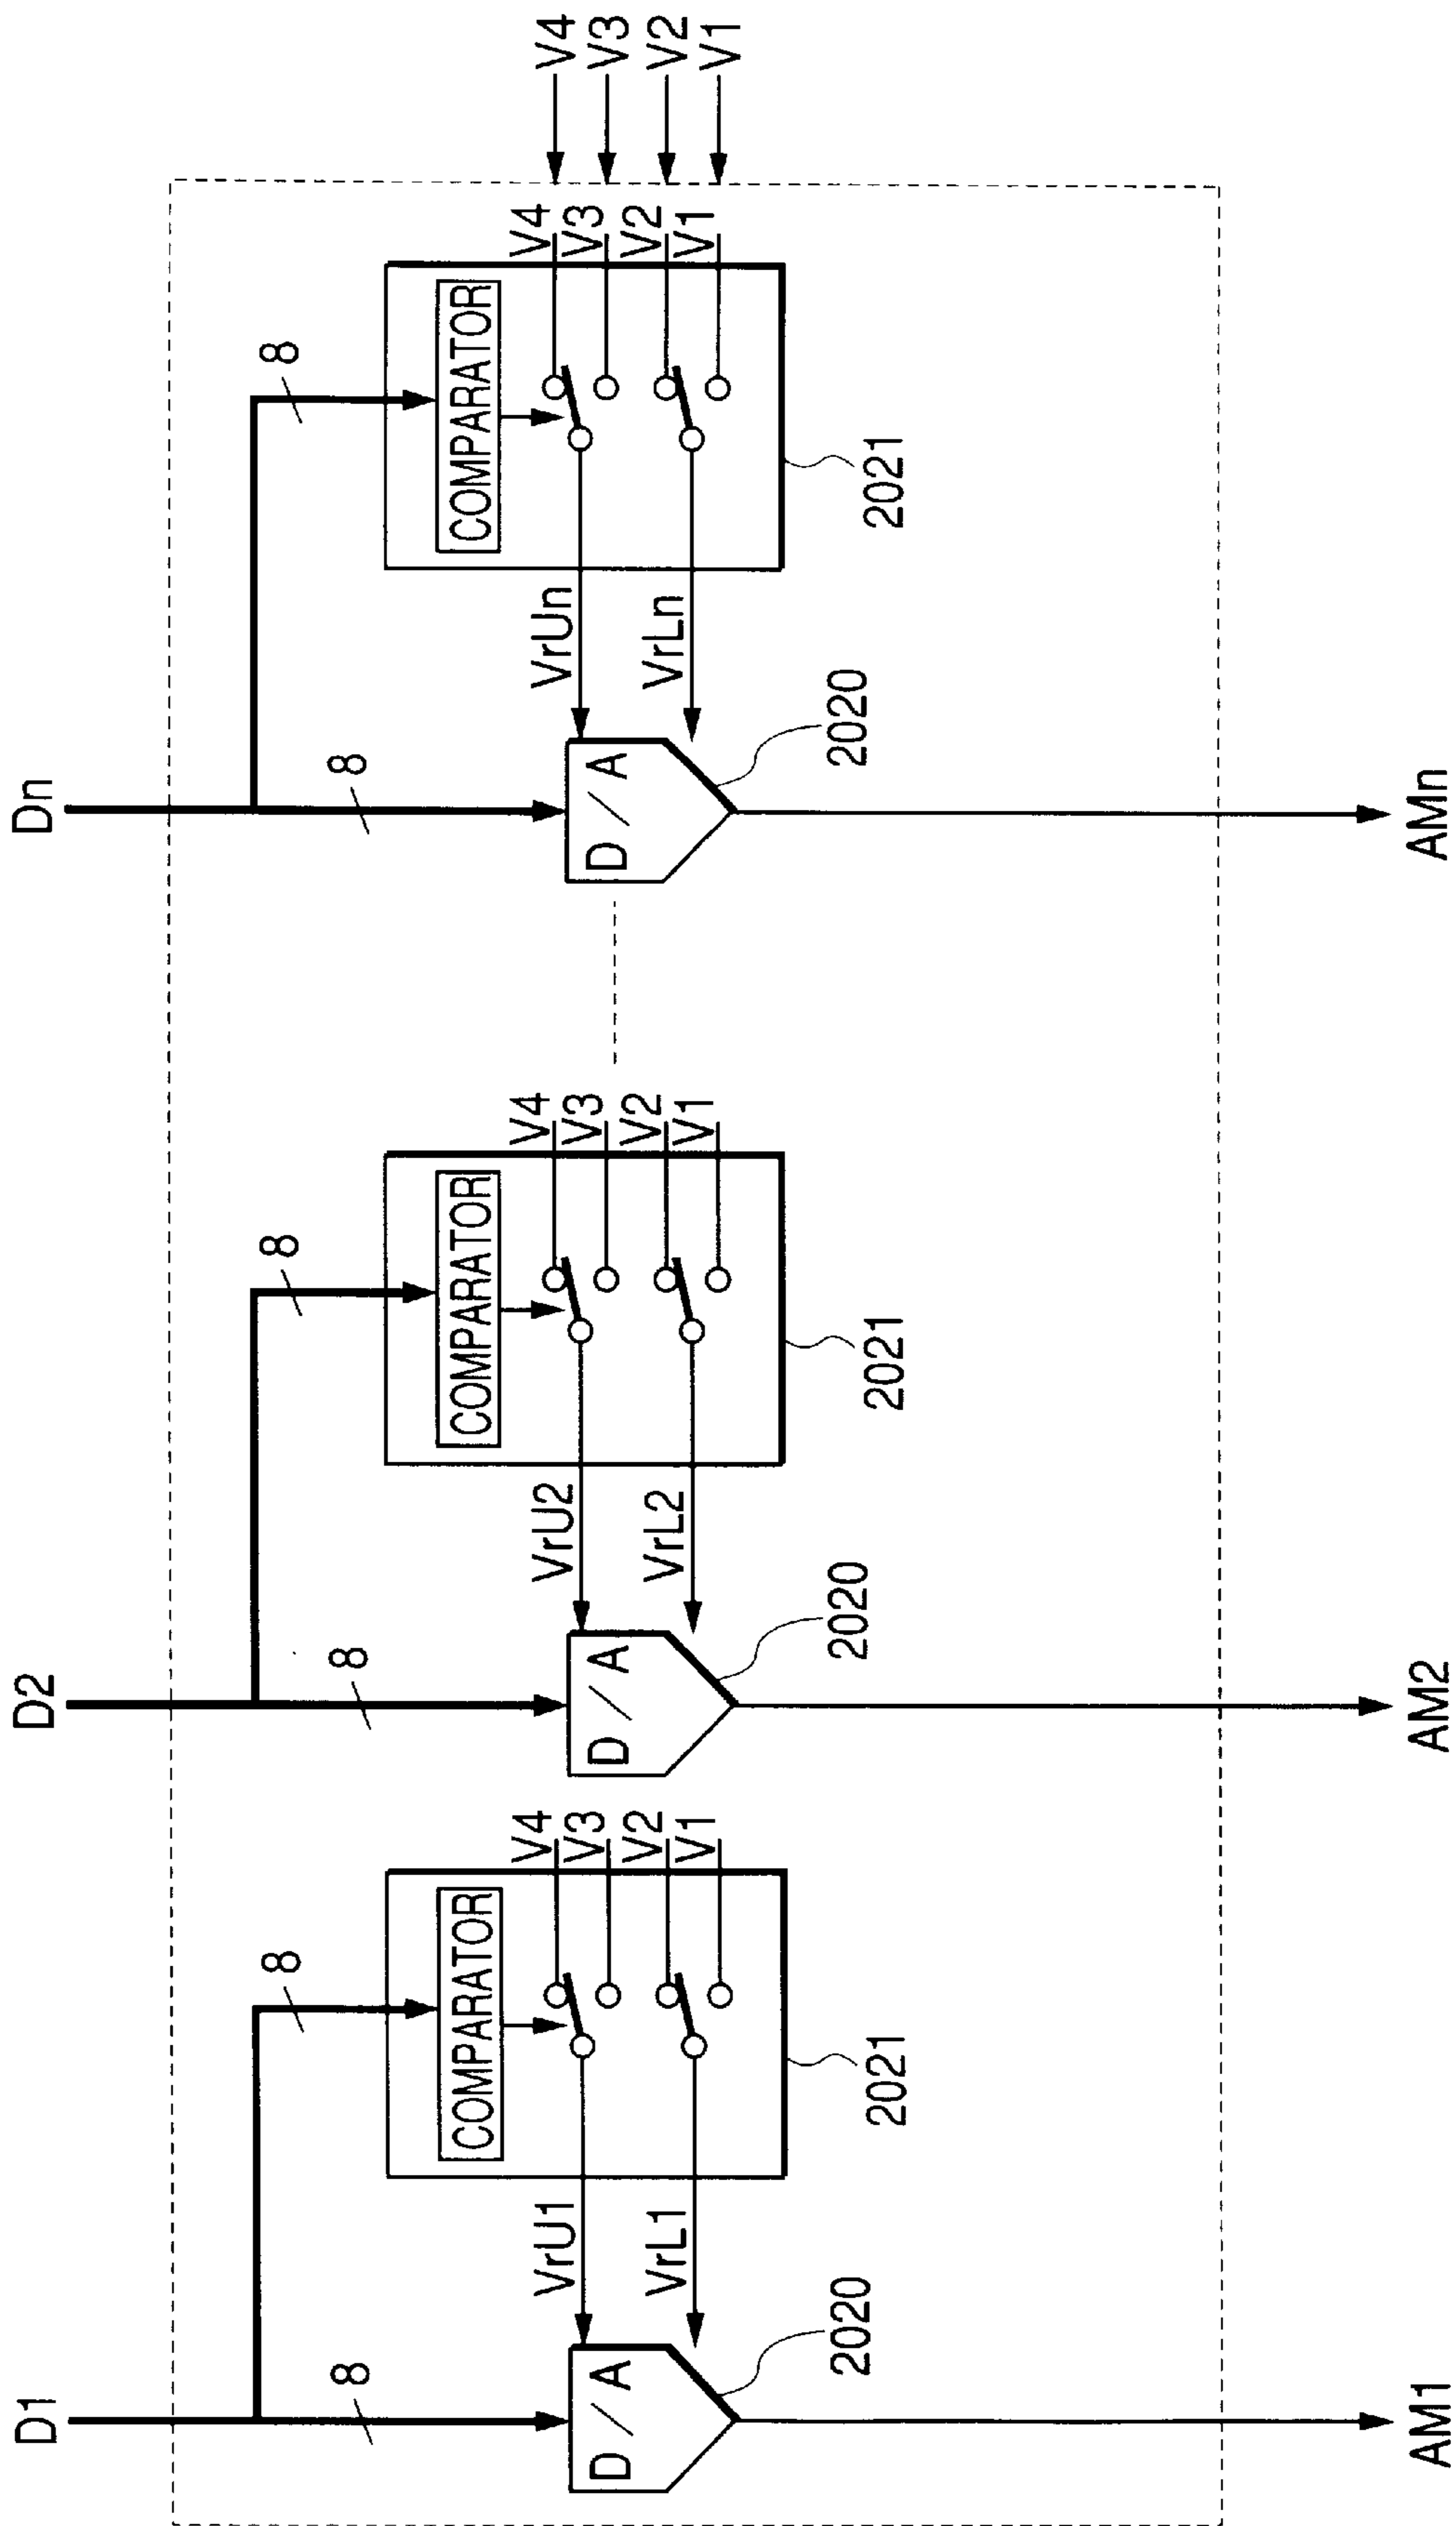 D1
D2
Dn
8
8
8
8
8
8
COMPARATOR
COMPARATOR
COMPARATOR
V4
V3
V2
V1
V4
V3
V2
V1
V4
V3
V2
V1
V4
V3
V2
V1
D/A
VrU1
VrL1
D/A
VrU2
VrL2
D/A
VrUn
VrLn
2020
2021
2020
2021
2020
2021
AM1
AM2
AMn